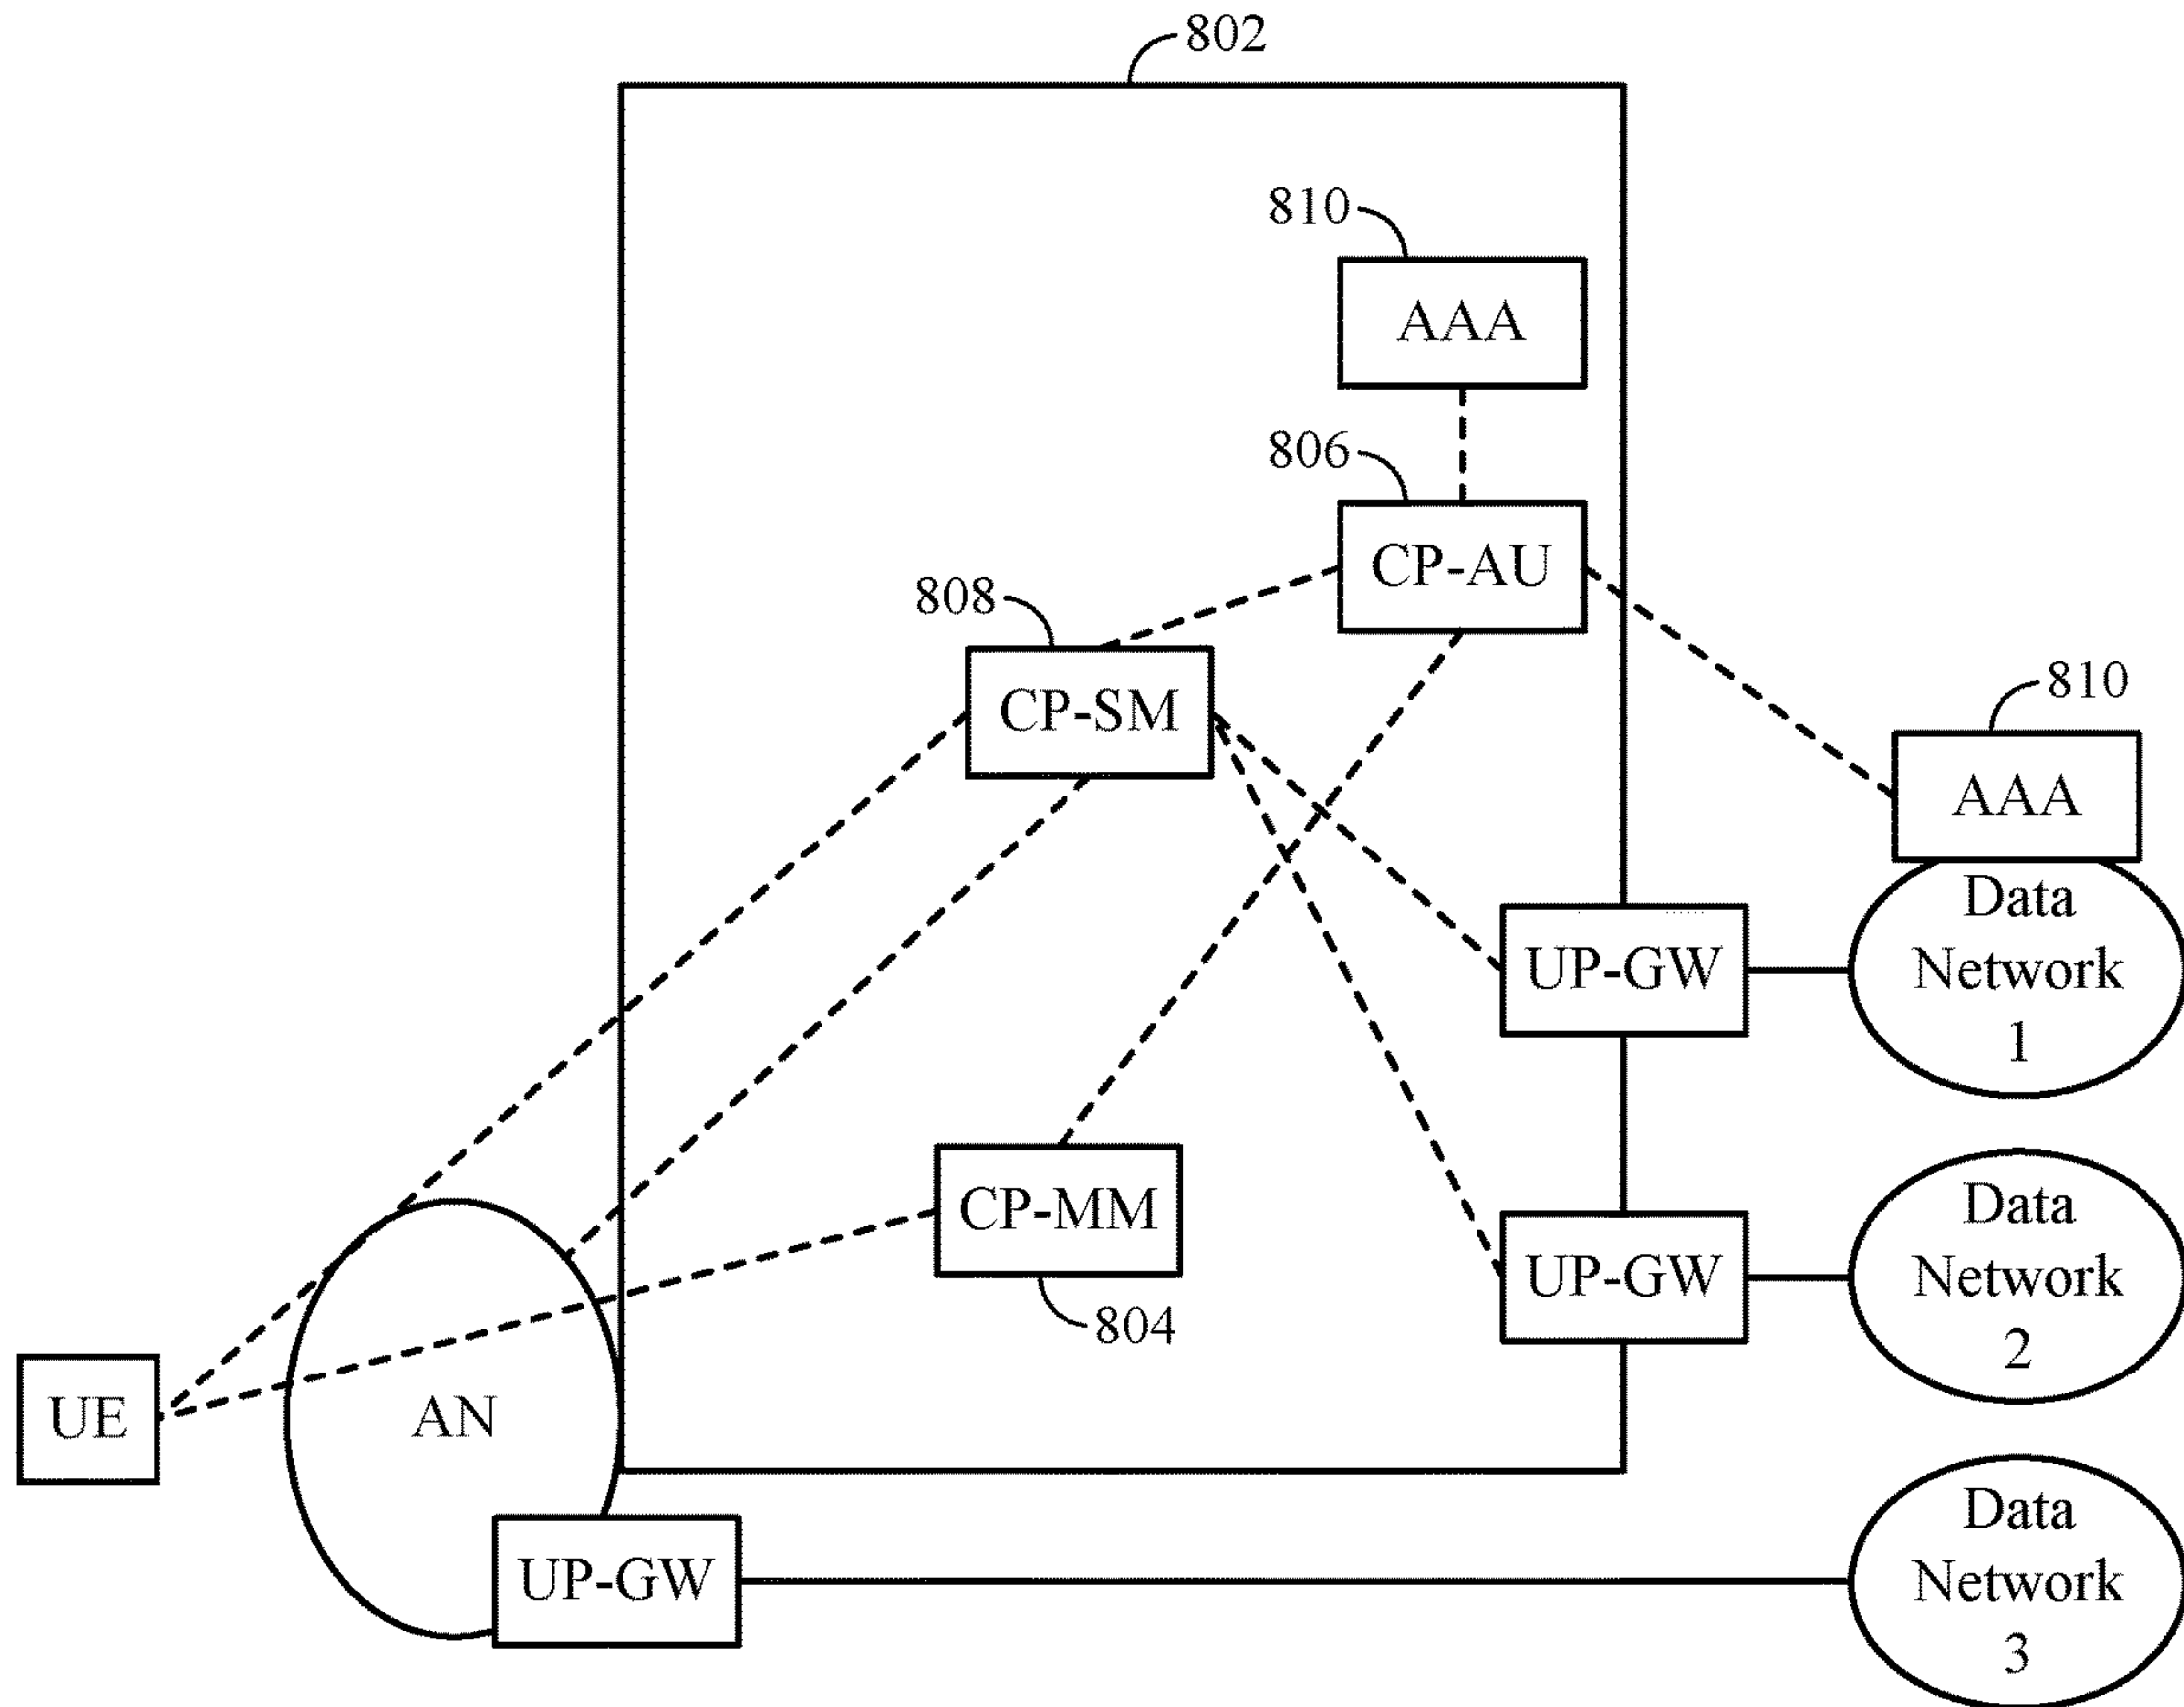 802
810
AAA
806
CP-AU
808
CP-SM
810
AAA
Data
Network
1
UP-GW
CP-MM
804
UP-GW
Data
Network
2
UE
AN
UP-GW
Data
Network
3